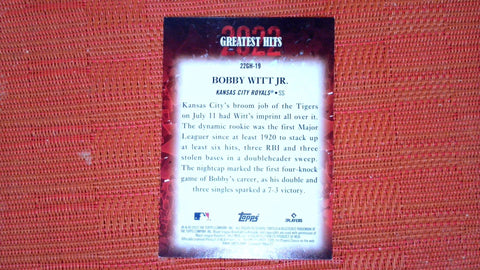 2022
GREATEST HITS
22GH-19
BOBBY WITT JR.
KANSAS CITY ROYALS® • SS
Kansas City's broom job of the Tigers
on July 11 had Witt's imprint all over it.
The dynamic rookie was the first Major
Leaguer since at least 1920 to stack up
at least six hits, three RBI and three
stolen bases in a doubleheader sweep.
The nightcap marked the first four-knock
game of Bobby's career, as his double and
three singles sparked a 7-3 victory.
Topps
PLAYERS